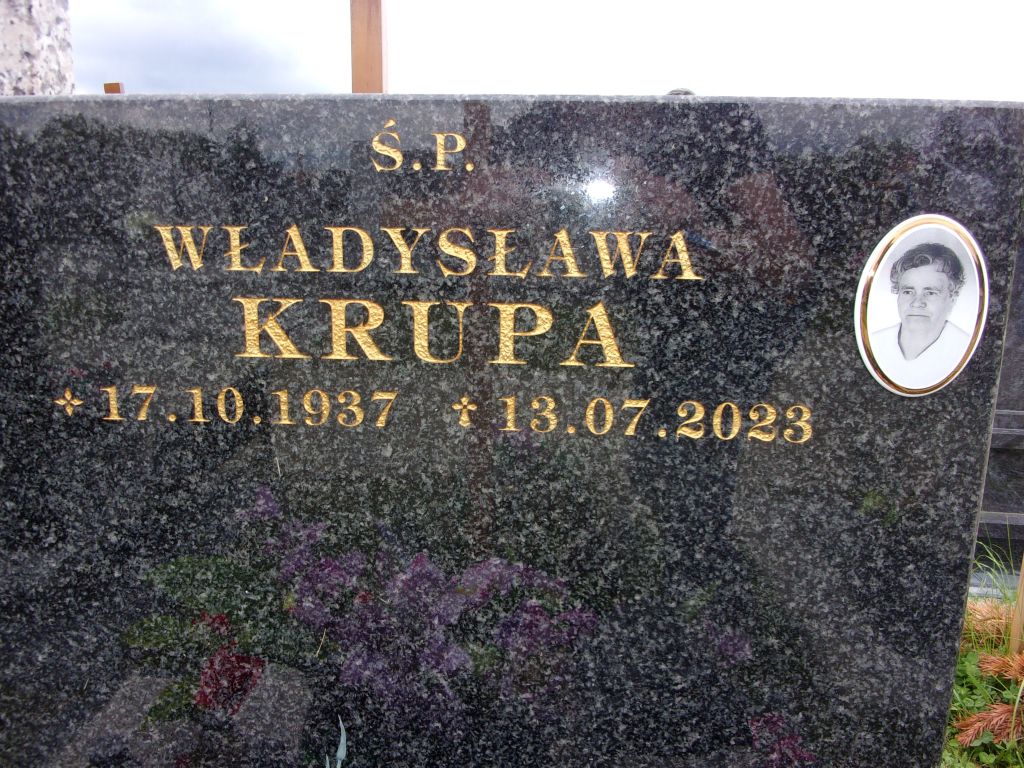 Ś.P.
WŁADYSŁAWA
KRUPA
✦ 17.10.1937 ✝ 13.07.2023